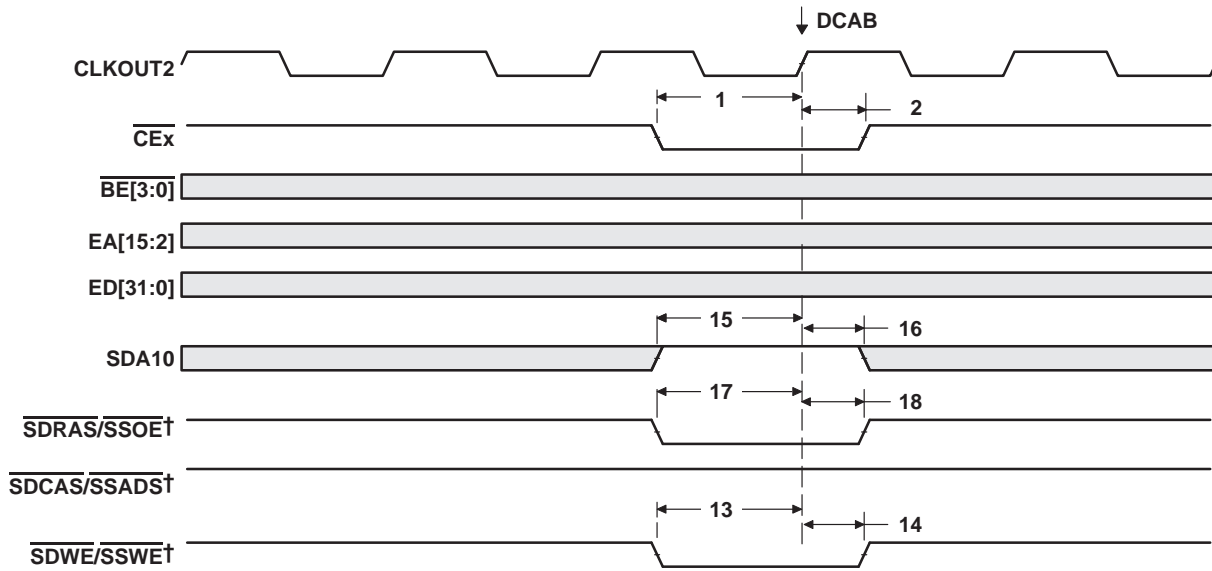 DCAB
CLKOUT2
1
2
CEx
BE[3:0]
EA[15:2]
ED[31:0]
15
16
SDA10
17
18
SDRAS/SSOE†
SDCAS/SSADS†
13
14
SDWE/SSWE†